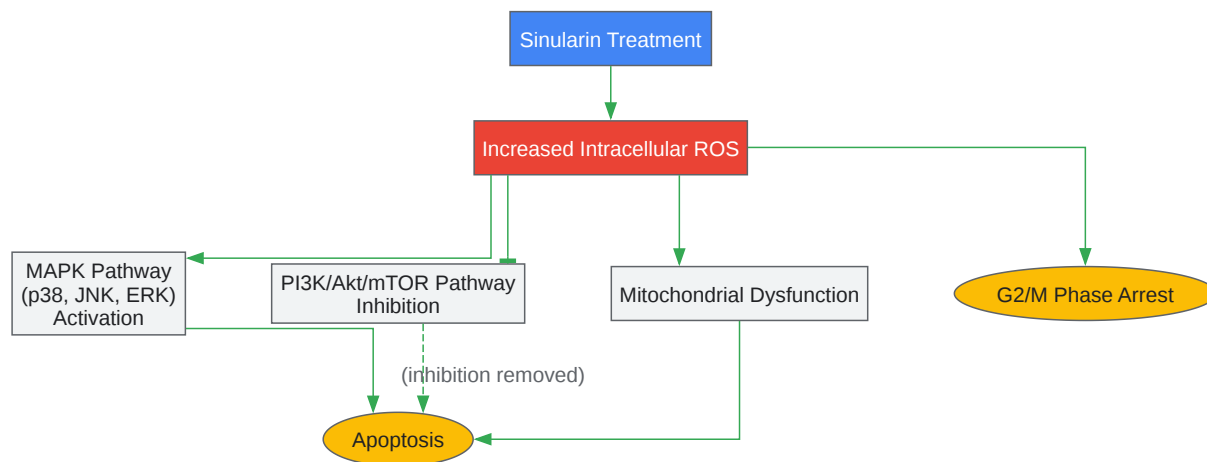 Sinularin Treatment
Increased Intracellular ROS
MAPK Pathway
(p38, JNK, ERK)
Activation
PI3K/Akt/mTOR Pathway
Inhibition
Mitochondrial Dysfunction
G2/M Phase Arrest
(inhibition removed)
Apoptosis